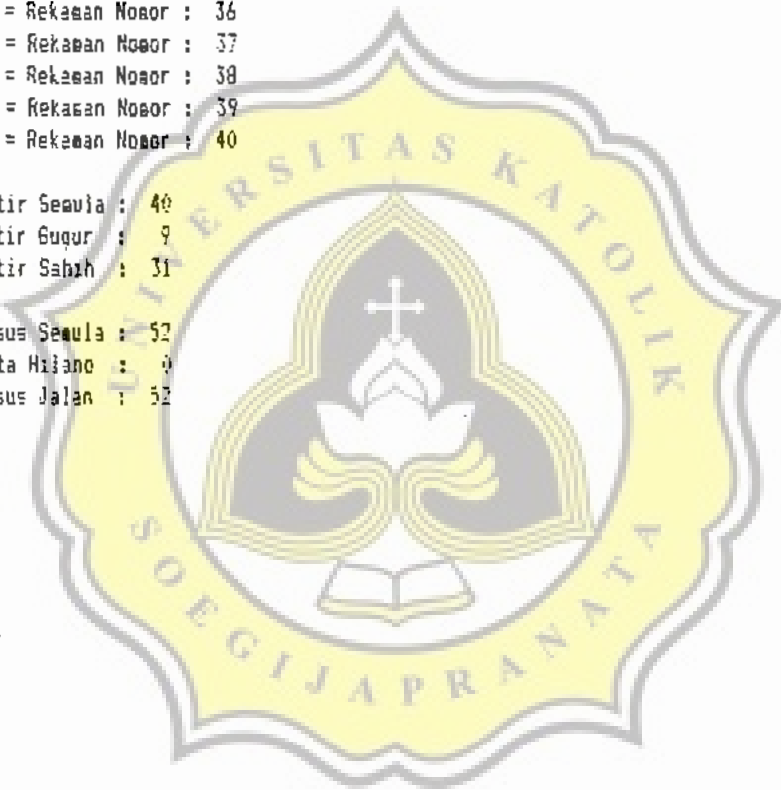 = Rekaman Nomor : 36
= Rekaman Nomor : 37
= Rekaman Nomor : 38
= Rekaman Nomor : 39
= Rekaman Nomor : 40
tir Semula : 40
tir Gugur : 9
tir Sahih : 31
sus Semula : 52
ta Hilang : 0
sus Jalan : 52
UNIVERSITAS KATOLIK
SOEGIJAPRANATA